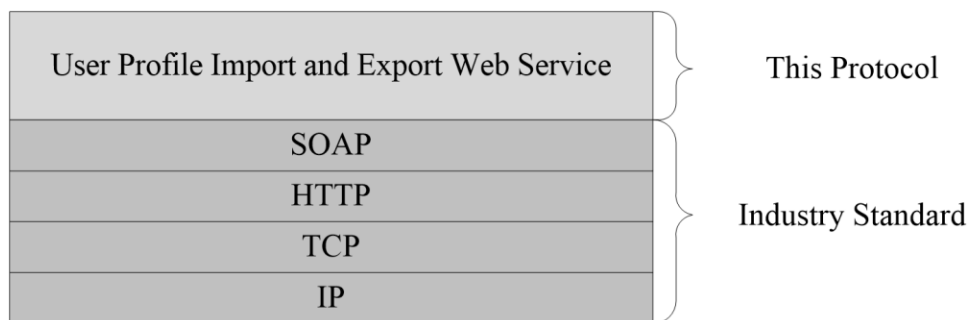 User Profile Import and Export Web Service
This Protocol
SOAP
HTTP
TCP
IP
Industry Standard